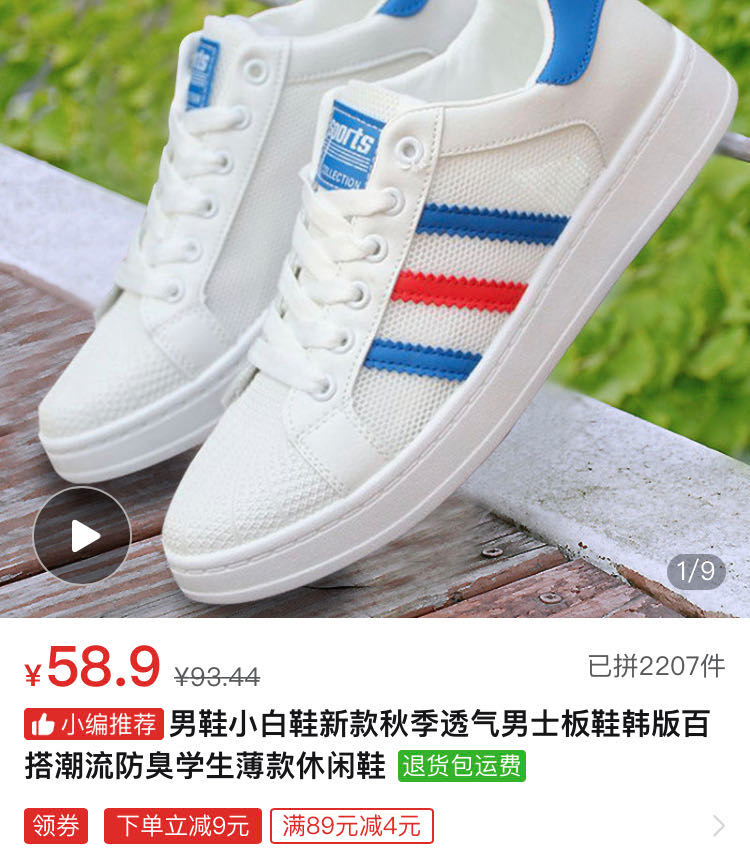 sports
COLLECTION
1/9
¥58.9 ¥93.44 已拼2207件
小编推荐 男鞋小白鞋新款秋季透气男士板鞋韩版百
搭潮流防臭学生薄款休闲鞋 退货包运费
领券 下单立减9元 满89元减4元